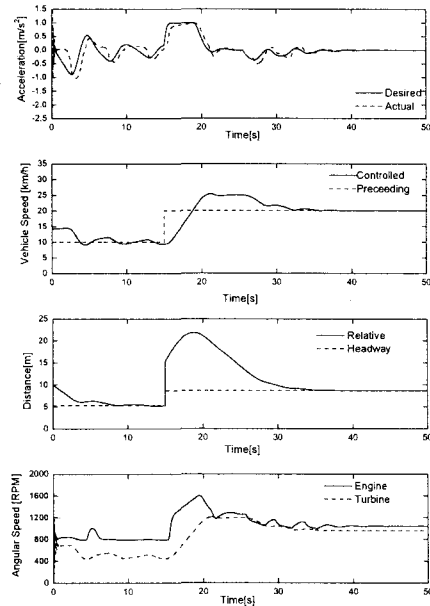 Acceleration[m/s²]
1.5
1.0
0.5
0.0
-0.5
-1.0
-1.5
-2.0
-2.5
Desired
Actual
0 10 20 30 40 50
Time[s]
Vehicle Speed [km/h]
35
30
25
20
15
10
5
0
Controlled
Preceeding
0 10 20 30 40 50
Time[s]
Distance[m]
25
20
15
10
5
0
Relative
Headway
0 10 20 30 40 50
Time[s]
Angular Speed [RPM]
2000
1600
1200
800
400
0
Engine
Turbine
0 10 20 30 40 50
Time[s]